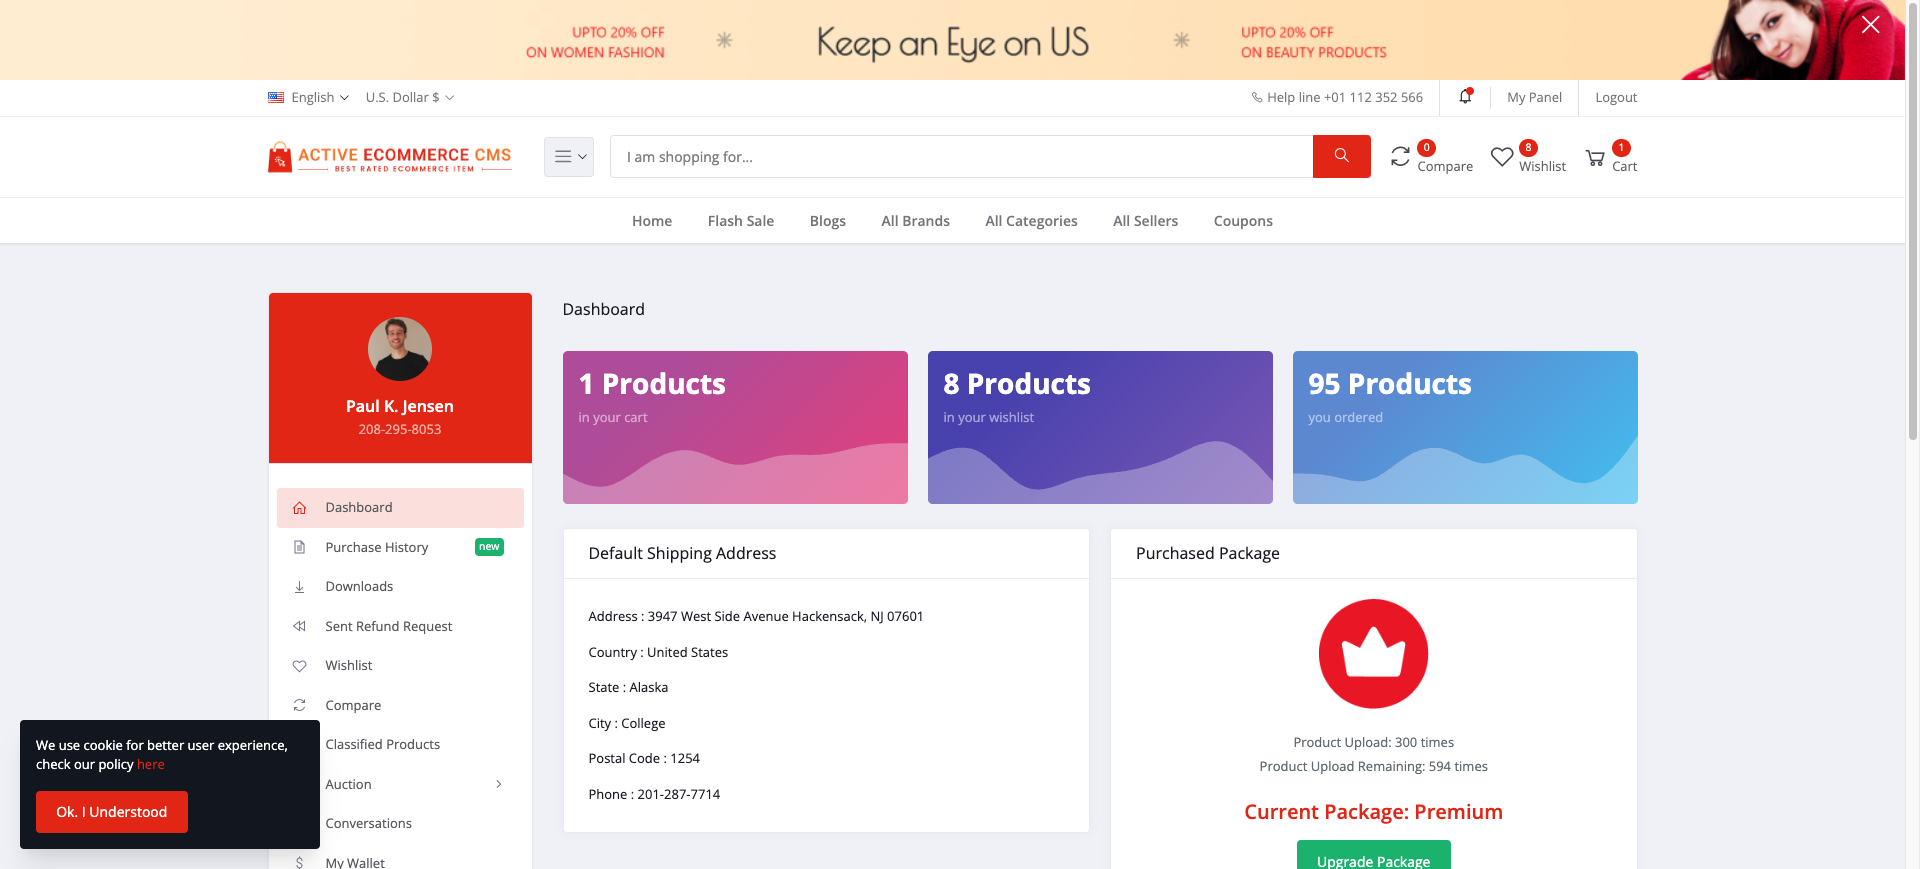 UPTO 20% OFF
ON WOMEN FASHION
Keep an Eye on US
UPTO 20% OFF
ON BEAUTY PRODUCTS
English
U.S. Dollar $
Help line +01 112 352 566
My Panel
Logout
ACTIVE ECOMMERCE CMS
BEST RATED ECOMMERCE ITEM
I am shopping for...
0
Compare
8
Wishlist
1
Cart
Home
Flash Sale
Blogs
All Brands
All Categories
All Sellers
Coupons
Paul K. Jensen
208-295-8053
Dashboard
Purchase History
new
Downloads
Sent Refund Request
Wishlist
Compare
Classified Products
Auction
Conversations
My Wallet
Dashboard
1 Products
in your cart
8 Products
in your wishlist
95 Products
you ordered
Default Shipping Address
Address : 3947 West Side Avenue Hackensack, NJ 07601
Country : United States
State : Alaska
City : College
Postal Code : 1254
Phone : 201-287-7714
Purchased Package
Product Upload: 300 times
Product Upload Remaining: 594 times
Current Package: Premium
Upgrade Package
We use cookie for better user experience,
check our policy here
Ok. I Understood